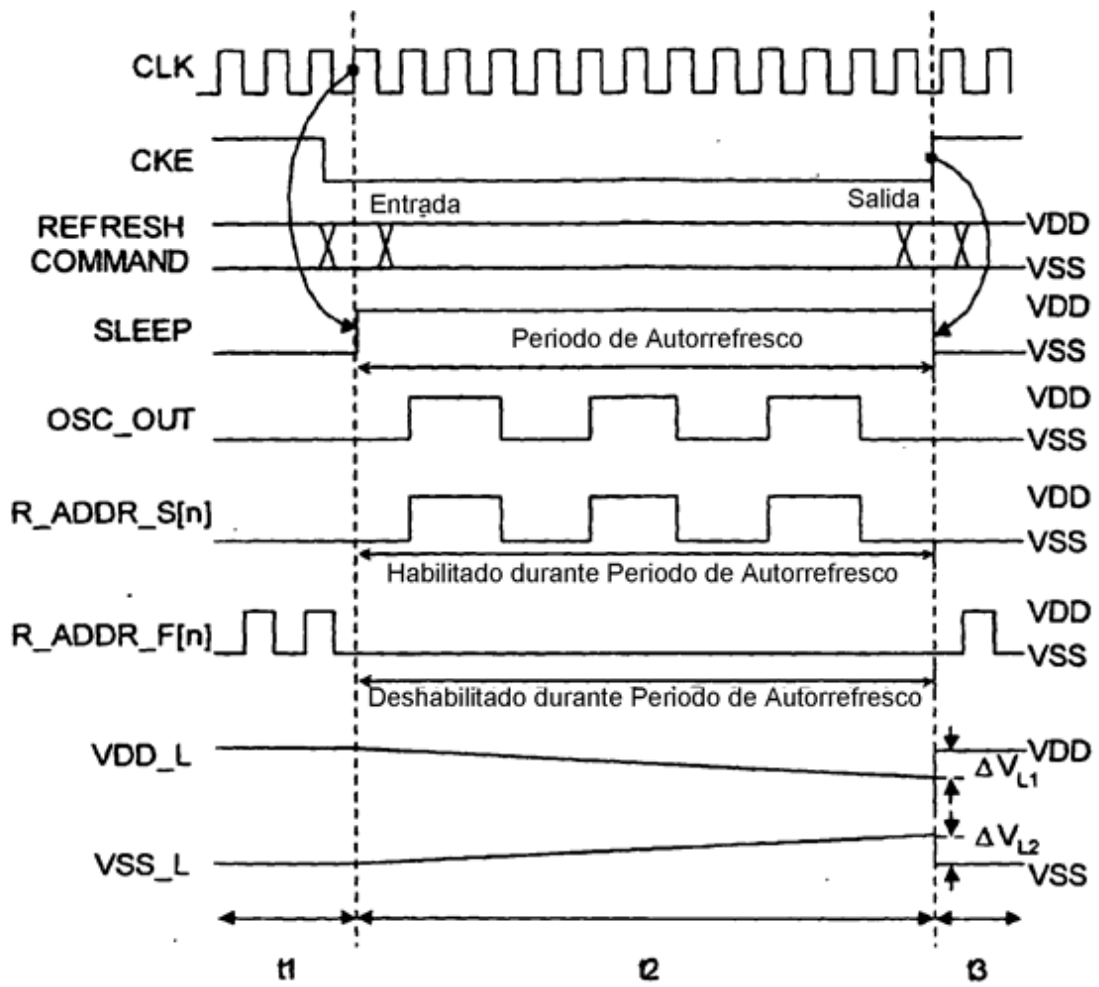 CLK
CKE
Entrada
Salida
REFRESH
COMMAND
VDD
VSS
SLEEP
VDD
Periodo de Autorrefresco
VSS
OSC_OUT
VDD
VSS
R_ADDR_S[n]
VDD
VSS
Habilitado durante Periodo de Autorrefresco
R_ADDR_F[n]
VDD
VSS
Deshabilitado durante Periodo de Autorrefresco
VDD_L
VDD
ΔVL1
ΔVL2
VSS_L
VSS
t1
t2
t3